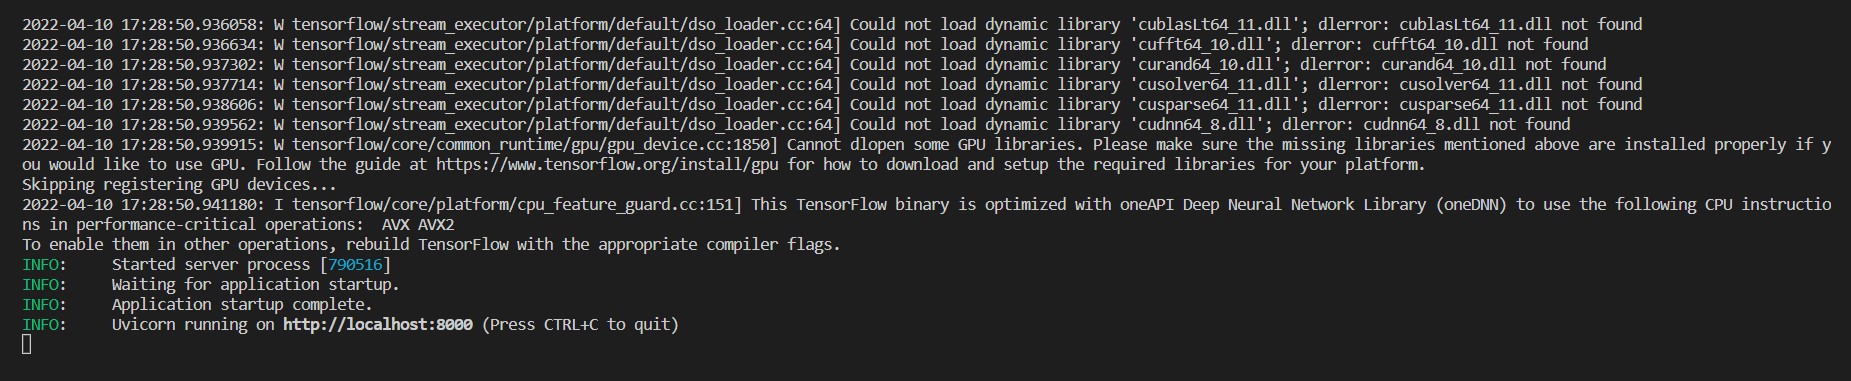 2022-04-10 17:28:50.936058: W tensorflow/stream_executor/platform/default/dso_loader.cc:64] Could not load dynamic library 'cublasLt64_11.dll'; dlerror: cublasLt64_11.dll not found
2022-04-10 17:28:50.936634: W tensorflow/stream_executor/platform/default/dso_loader.cc:64] Could not load dynamic library 'cufft64_10.dll'; dlerror: cufft64_10.dll not found
2022-04-10 17:28:50.937302: W tensorflow/stream_executor/platform/default/dso_loader.cc:64] Could not load dynamic library 'curand64_10.dll'; dlerror: curand64_10.dll not found
2022-04-10 17:28:50.937714: W tensorflow/stream_executor/platform/default/dso_loader.cc:64] Could not load dynamic library 'cusolver64_11.dll'; dlerror: cusolver64_11.dll not found
2022-04-10 17:28:50.938606: W tensorflow/stream_executor/platform/default/dso_loader.cc:64] Could not load dynamic library 'cusparse64_11.dll'; dlerror: cusparse64_11.dll not found
2022-04-10 17:28:50.939562: W tensorflow/stream_executor/platform/default/dso_loader.cc:64] Could not load dynamic library 'cudnn64_8.dll'; dlerror: cudnn64_8.dll not found
2022-04-10 17:28:50.939915: W tensorflow/core/common_runtime/gpu/gpu_device.cc:1850] Cannot dlopen some GPU libraries. Please make sure the missing libraries mentioned above are installed properly if y
ou would like to use GPU. Follow the guide at https://www.tensorflow.org/install/gpu for how to download and setup the required libraries for your platform.
Skipping registering GPU devices...
2022-04-10 17:28:50.941180: I tensorflow/core/platform/cpu_feature_guard.cc:151] This TensorFlow binary is optimized with oneAPI Deep Neural Network Library (oneDNN) to use the following CPU instructio
ns in performance-critical operations:  AVX AVX2
To enable them in other operations, rebuild TensorFlow with the appropriate compiler flags.
INFO:     Started server process [790516]
INFO:     Waiting for application startup.
INFO:     Application startup complete.
INFO:     Uvicorn running on http://localhost:8000 (Press CTRL+C to quit)